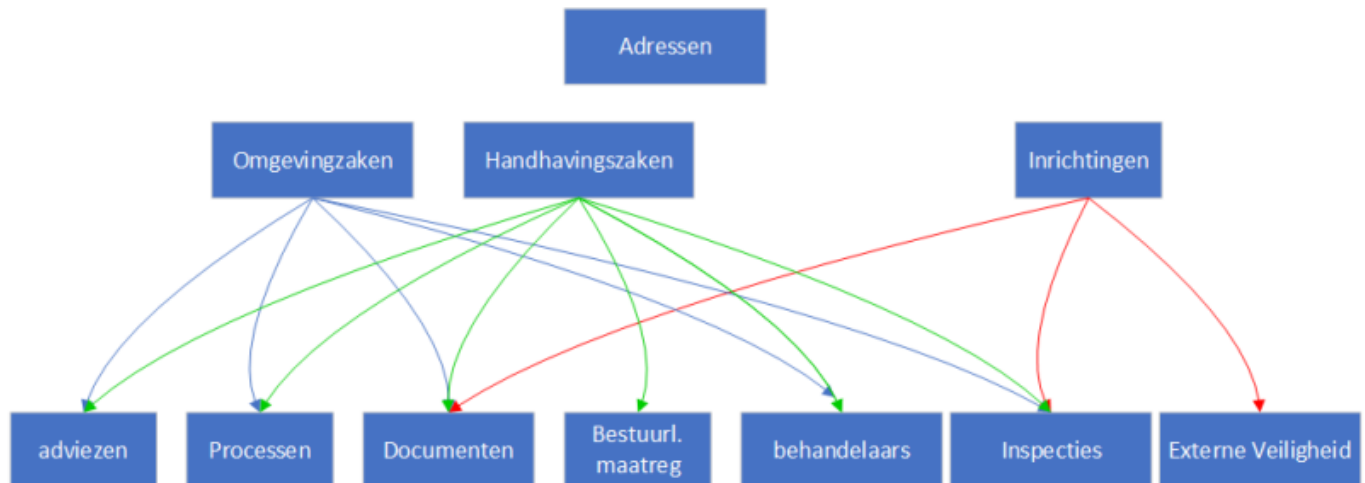 Adressen
Omgevingzaken
Handhavingszaken
Inrichtingen
adviezen
Processen
Documenten
Bestuurl.
maatreg
behandelaars
Inspecties
Externe Veiligheid